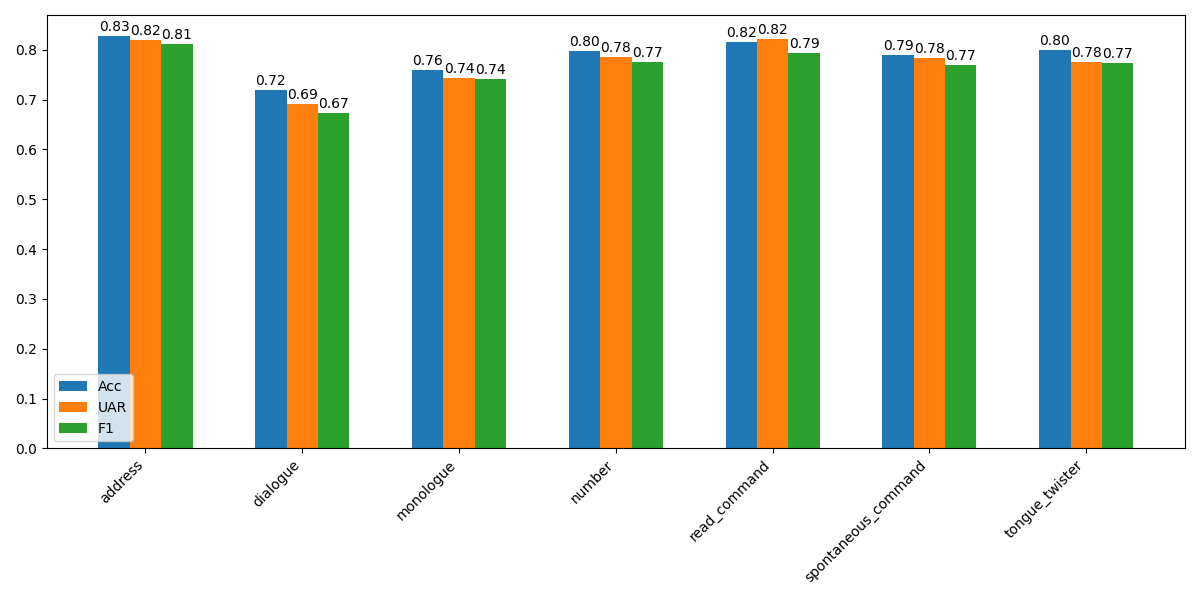 0.83 0.82 0.81
0.72 0.69 0.67
0.76 0.74 0.74
0.80 0.78 0.77
0.82 0.82 0.79
0.79 0.78 0.77
0.80 0.78 0.77
0.8
0.7
0.6
0.5
0.4
0.3
0.2
0.1
0.0
Acc
UAR
F1
address
dialogue
monologue
number
read_command
spontaneous_command
tongue_twister